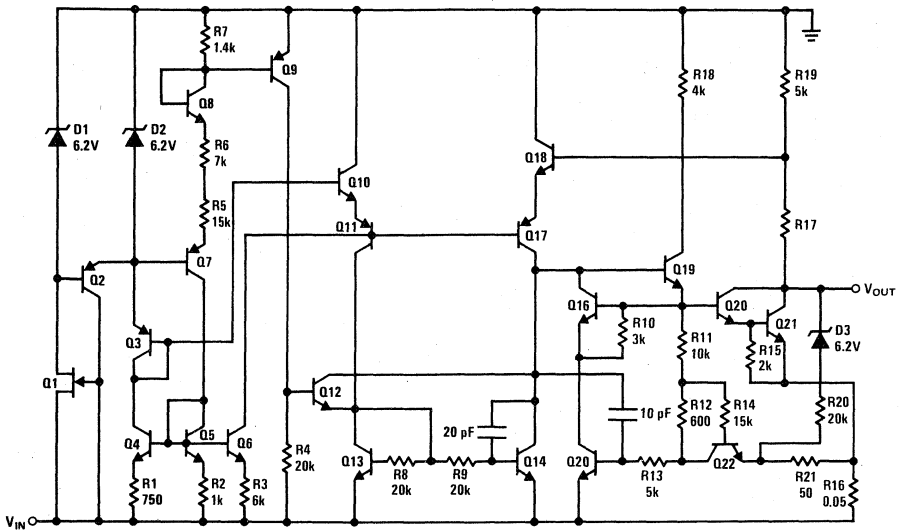 R7
1.4k
Q9
R18
4k
R19
5k
Q8
D1
6.2V
D2
6.2V
R6
7k
Q18
Q10
R5
15k
R17
Q11
Q17
Q7
Q2
Q19
VOUT
Q16
Q20
Q21
Q3
R10
3k
R11
10k
R15
2k
D3
6.2V
Q1
Q12
R12
600
R14
15k
R20
20k
10 pF
20 pF
Q4
Q5
Q6
R4
20k
Q13
R8
20k
R9
20k
Q14
Q20
R13
5k
Q22
R21
50
R16
0.05
R1
750
R2
1k
R3
6k
VIN